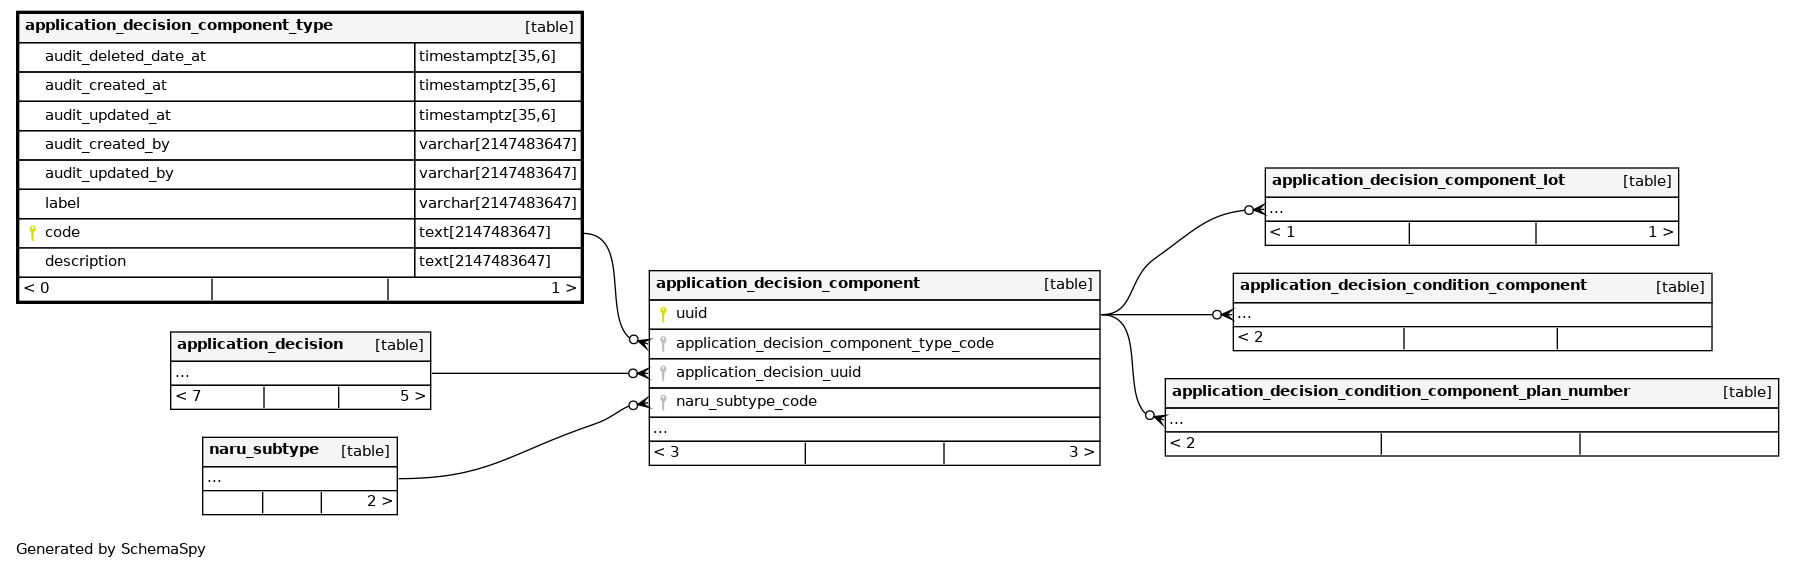 application_decision_component_type [table]
audit_deleted_date_at timestamptz[35,6]
audit_created_at timestamptz[35,6]
audit_updated_at timestamptz[35,6]
audit_created_by varchar[2147483647]
audit_updated_by varchar[2147483647]
label varchar[2147483647]
code text[2147483647]
description text[2147483647]
< 0 1 >
application_decision [table]
...
< 7 5 >
naru_subtype [table]
...
2 >
application_decision_component [table]
uuid
application_decision_component_type_code
application_decision_uuid
naru_subtype_code
...
< 3 3 >
application_decision_component_lot [table]
...
< 1 1 >
application_decision_condition_component [table]
...
< 2
application_decision_condition_component_plan_number [table]
...
< 2
Generated by SchemaSpy